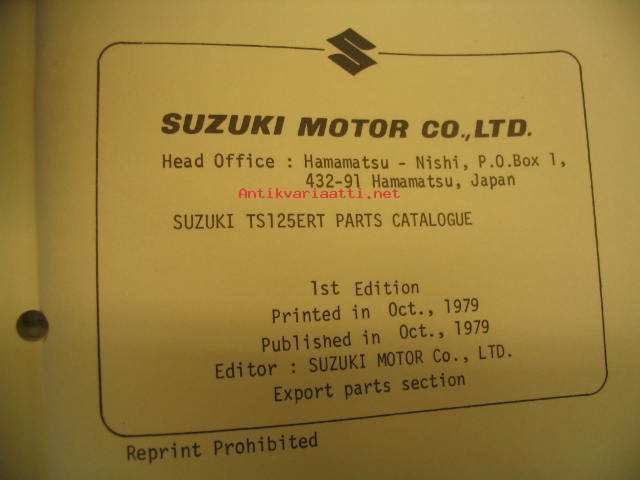 SUZUKI MOTOR CO.,LTD.
Head Office : Hamamatsu - Nishi, P.O.Box 1,
432-91 Hamamatsu, Japan
Antikvariaatti.net
SUZUKI TS125ERT PARTS CATALOGUE
1st Edition
Printed in Oct., 1979
Published in Oct., 1979
Editor : SUZUKI MOTOR Co., LTD.
Export parts section
Reprint Prohibited